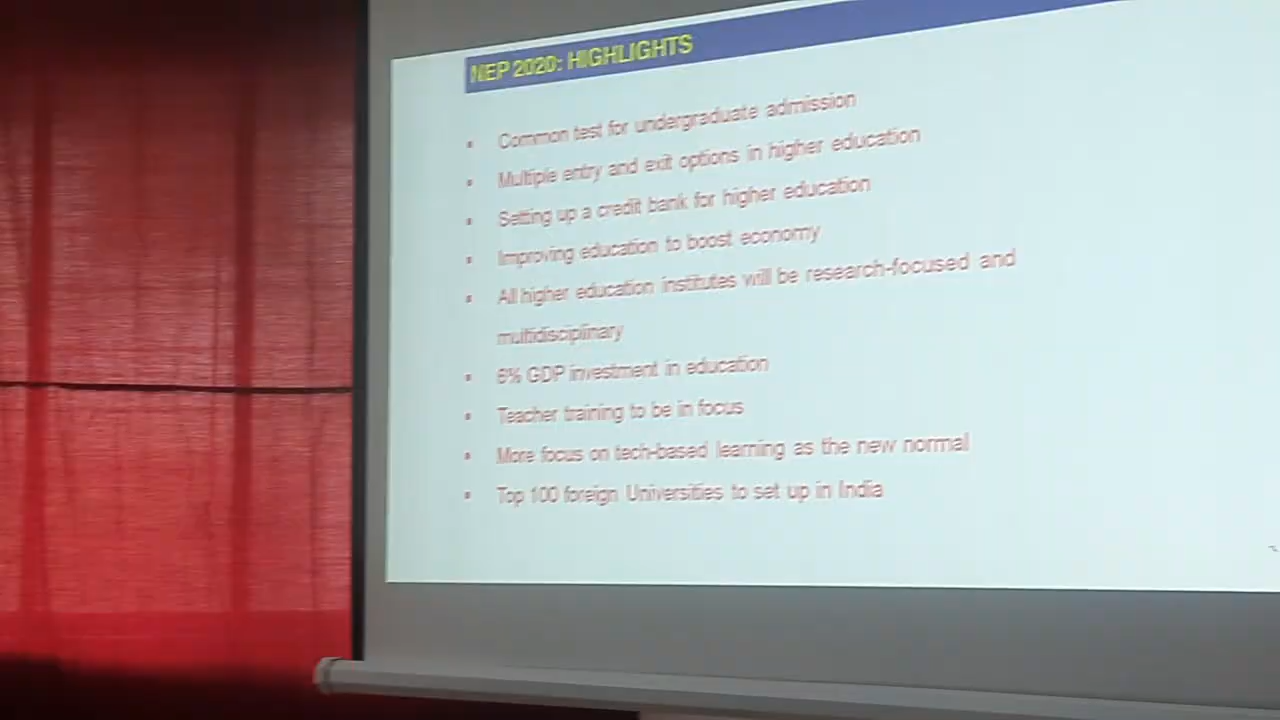 NEP 2020: HIGHLIGHTS
Common test for undergraduate admission
Multiple entry and exit options in higher education
Setting up a credit bank for higher education
Improving education to boost economy
All higher education institutes will be research-focused and
multidisciplinary
6% GDP investment in education
Teacher training to be in focus
More focus on tech-based learning as the new normal
Top 100 foreign Universities to set up in India